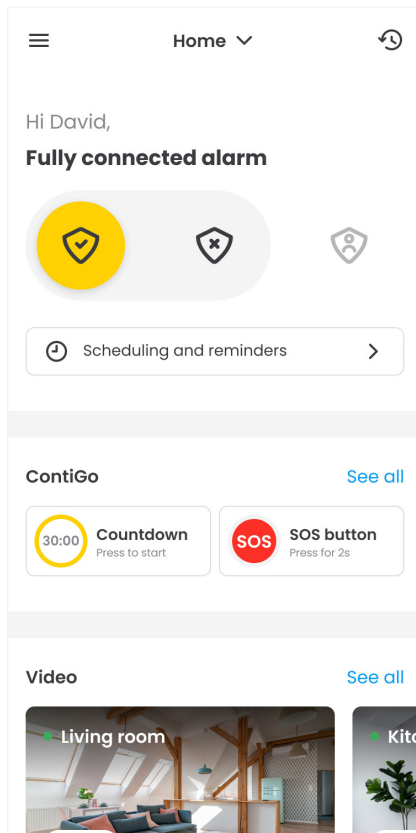 Home
Hi David,
Fully connected alarm
Scheduling and reminders
ContiGo
See all
30:00
Countdown
Press to start
SOS
SOS button
Press for 2s
Video
See all
Living room